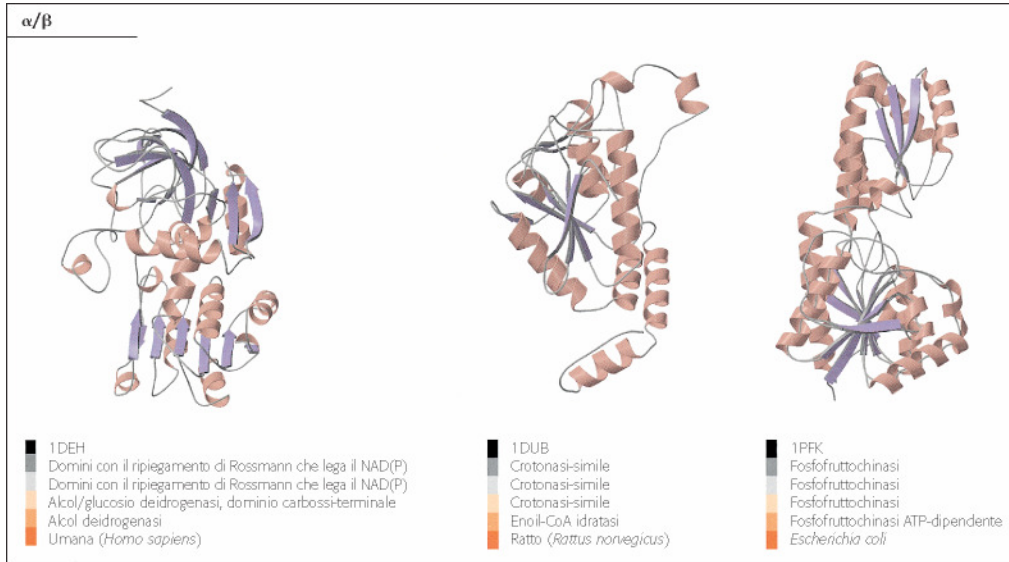 α/β
1DEH
Domini con il ripiegamento di Rossmann che lega il NAD(P)
Domini con il ripiegamento di Rossmann che lega il NAD(P)
Alcol/glucosio deidrogenasi, dominio carbossi-terminale
Alcol deidrogenasi
Umana (Homo sapiens)
1DUB
Crotonasi-simile
Crotonasi-simile
Crotonasi-simile
Enoil-CoA idratasi
Ratto (Rattus norvegicus)
1PFK
Fosfofruttochinasi
Fosfofruttochinasi
Fosfofruttochinasi
Fosfofruttochinasi ATP-dipendente
Escherichia coli